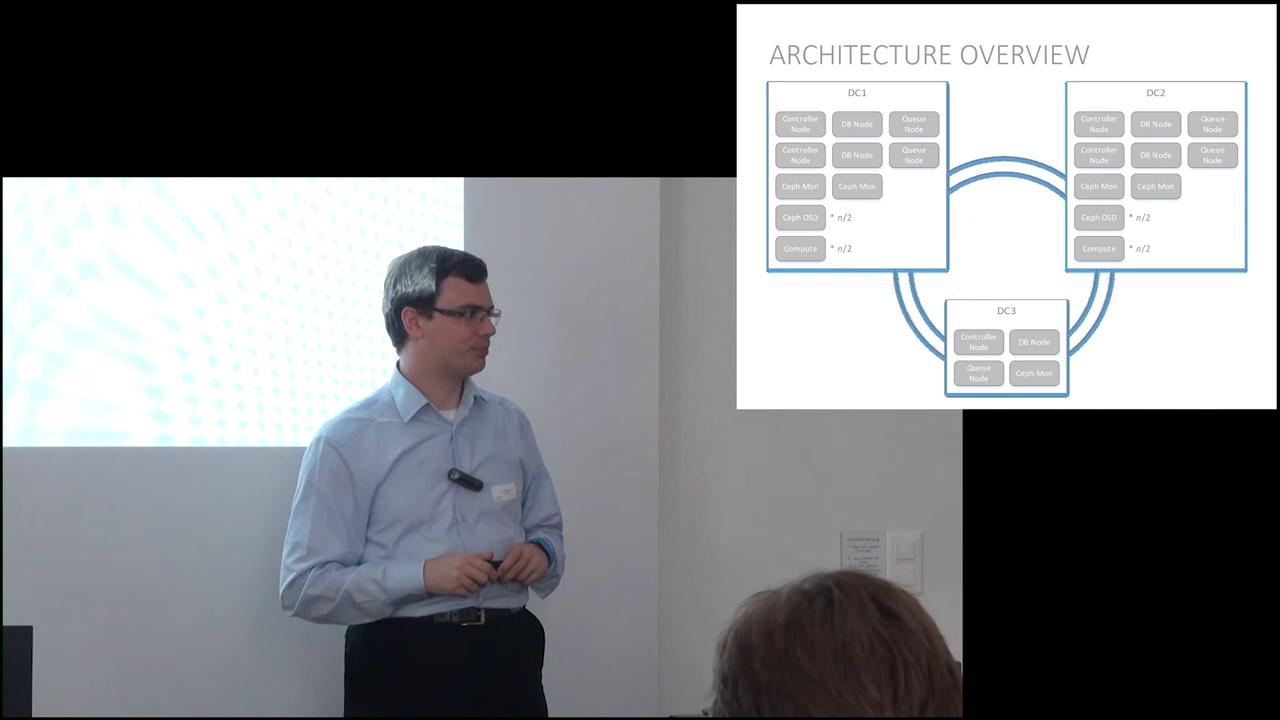 ARCHITECTURE OVERVIEW
DC1
Controller Node
DB Node
Queue Node
Controller Node
DB Node
Queue Node
Ceph Mon
Ceph Mon
Ceph OSD
* n/2
Compute
* n/2
DC2
Controller Node
DB Node
Queue Node
Controller Node
DB Node
Queue Node
Ceph Mon
Ceph Mon
Ceph OSD
* n/2
Compute
* n/2
DC3
Controller Node
DB Node
Queue Node
Ceph Mon